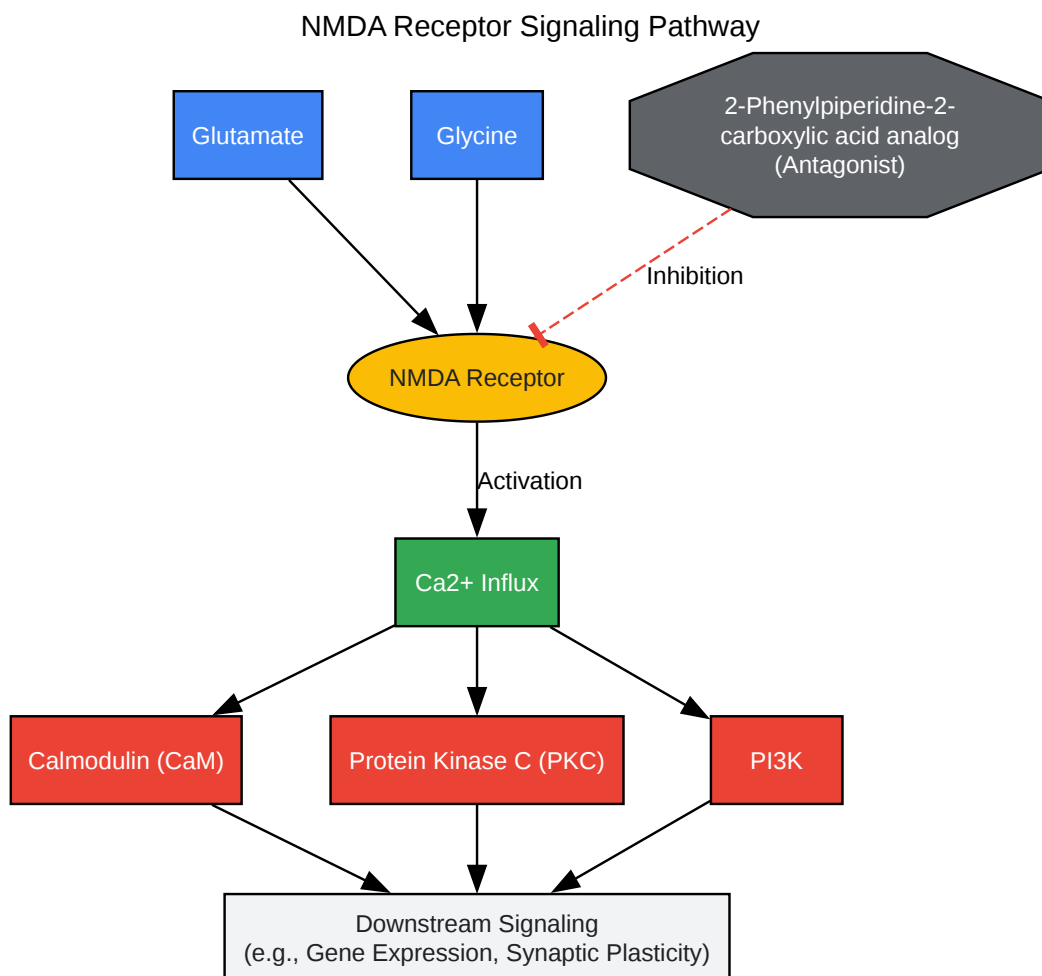 NMDA Receptor Signaling Pathway
Glutamate
Glycine
2-Phenylpiperidine-2-
carboxylic acid analog
(Antagonist)
Inhibition
NMDA Receptor
Activation
Ca2+ Influx
Calmodulin (CaM)
Protein Kinase C (PKC)
PI3K
Downstream Signaling
(e.g., Gene Expression, Synaptic Plasticity)